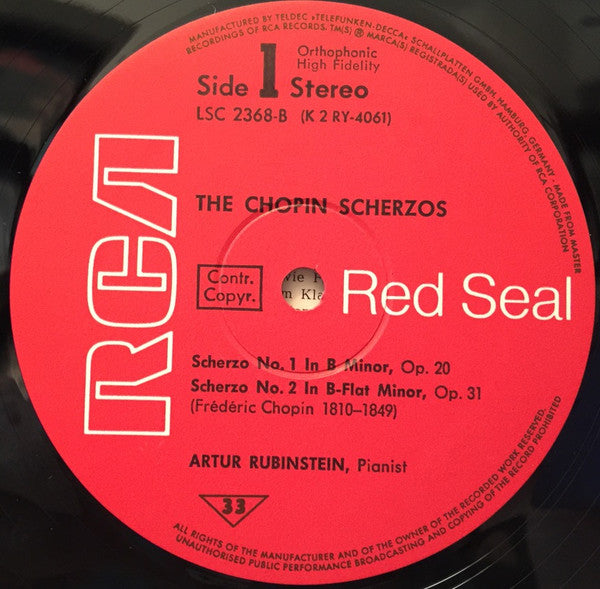 MANUFACTURED BY TELDEC »TELEFUNKEN-DECCA« SCHALLPLATTEN GMBH, HAMBURG, GERMANY · MADE FROM MASTER
RECORDINGS OF RCA RECORDS. TM(S) ® MARCA(S) REGISTRADA(S) USED BY AUTHORITY OF RCA CORPORATION
Orthophonic
High Fidelity
Side 1 Stereo
LSC 2368-B (K 2 RY-4061)
RCA
THE CHOPIN SCHERZOS
Contr.
Copyr.
Red Seal
Scherzo No. 1 In B Minor, Op. 20
Scherzo No. 2 In B-Flat Minor, Op. 31
(Frédéric Chopin 1810–1849)
ARTUR RUBINSTEIN, Pianist
33
ALL RIGHTS OF THE MANUFACTURER AND OF THE OWNER OF THE RECORDED WORK RESERVED.
UNAUTHORISED PUBLIC PERFORMANCE BROADCASTING AND COPYING OF THE RECORD PROHIBITED